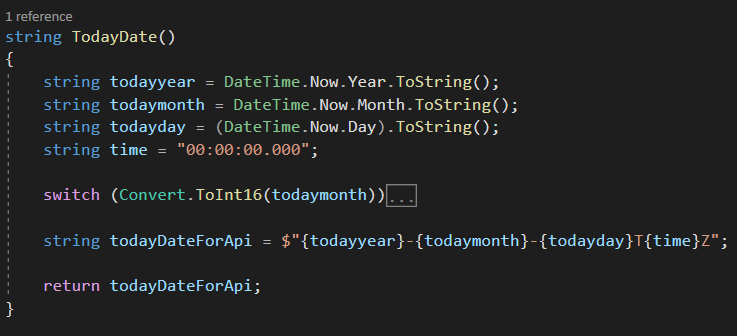 1 reference
string TodayDate()
{
string todayyear = DateTime.Now.Year.ToString();
string todaymonth = DateTime.Now.Month.ToString();
string todayday = (DateTime.Now.Day).ToString();
string time = "00:00:00.000";
switch (Convert.ToInt16(todaymonth))...
string todayDateForApi = $"{todayyear}-{todaymonth}-{todayday}T{time}Z";
return todayDateForApi;
}